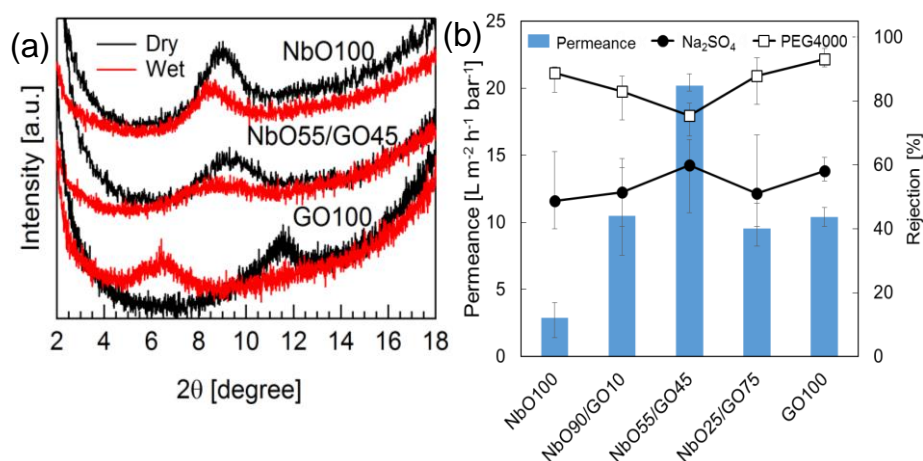 (a)
Dry
Wet
NbO100
NbO55/GO45
GO100
Intensity [a.u.]
2 4 6 8 10 12 14 16 18
2θ [degree]
(b)
Permeance
Na₂SO₄
PEG4000
25
20
15
10
5
0
Permeance [L m⁻² h⁻¹ bar⁻¹]
100
80
60
40
20
0
Rejection [%]
NbO100
NbO90/GO10
NbO55/GO45
NbO25/GO75
GO100